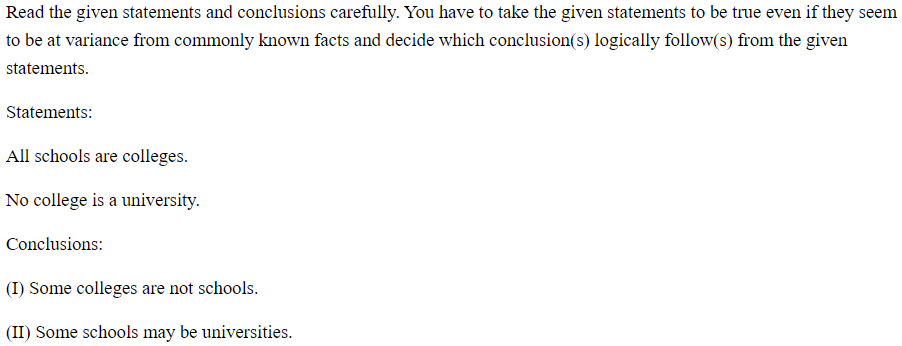 Read the given statements and conclusions carefully. You have to take the given statements to be true even if they seem
to be at variance from commonly known facts and decide which conclusion(s) logically follow(s) from the given
statements.
Statements:
All schools are colleges.
No college is a university.
Conclusions:
(I) Some colleges are not schools.
(II) Some schools may be universities.